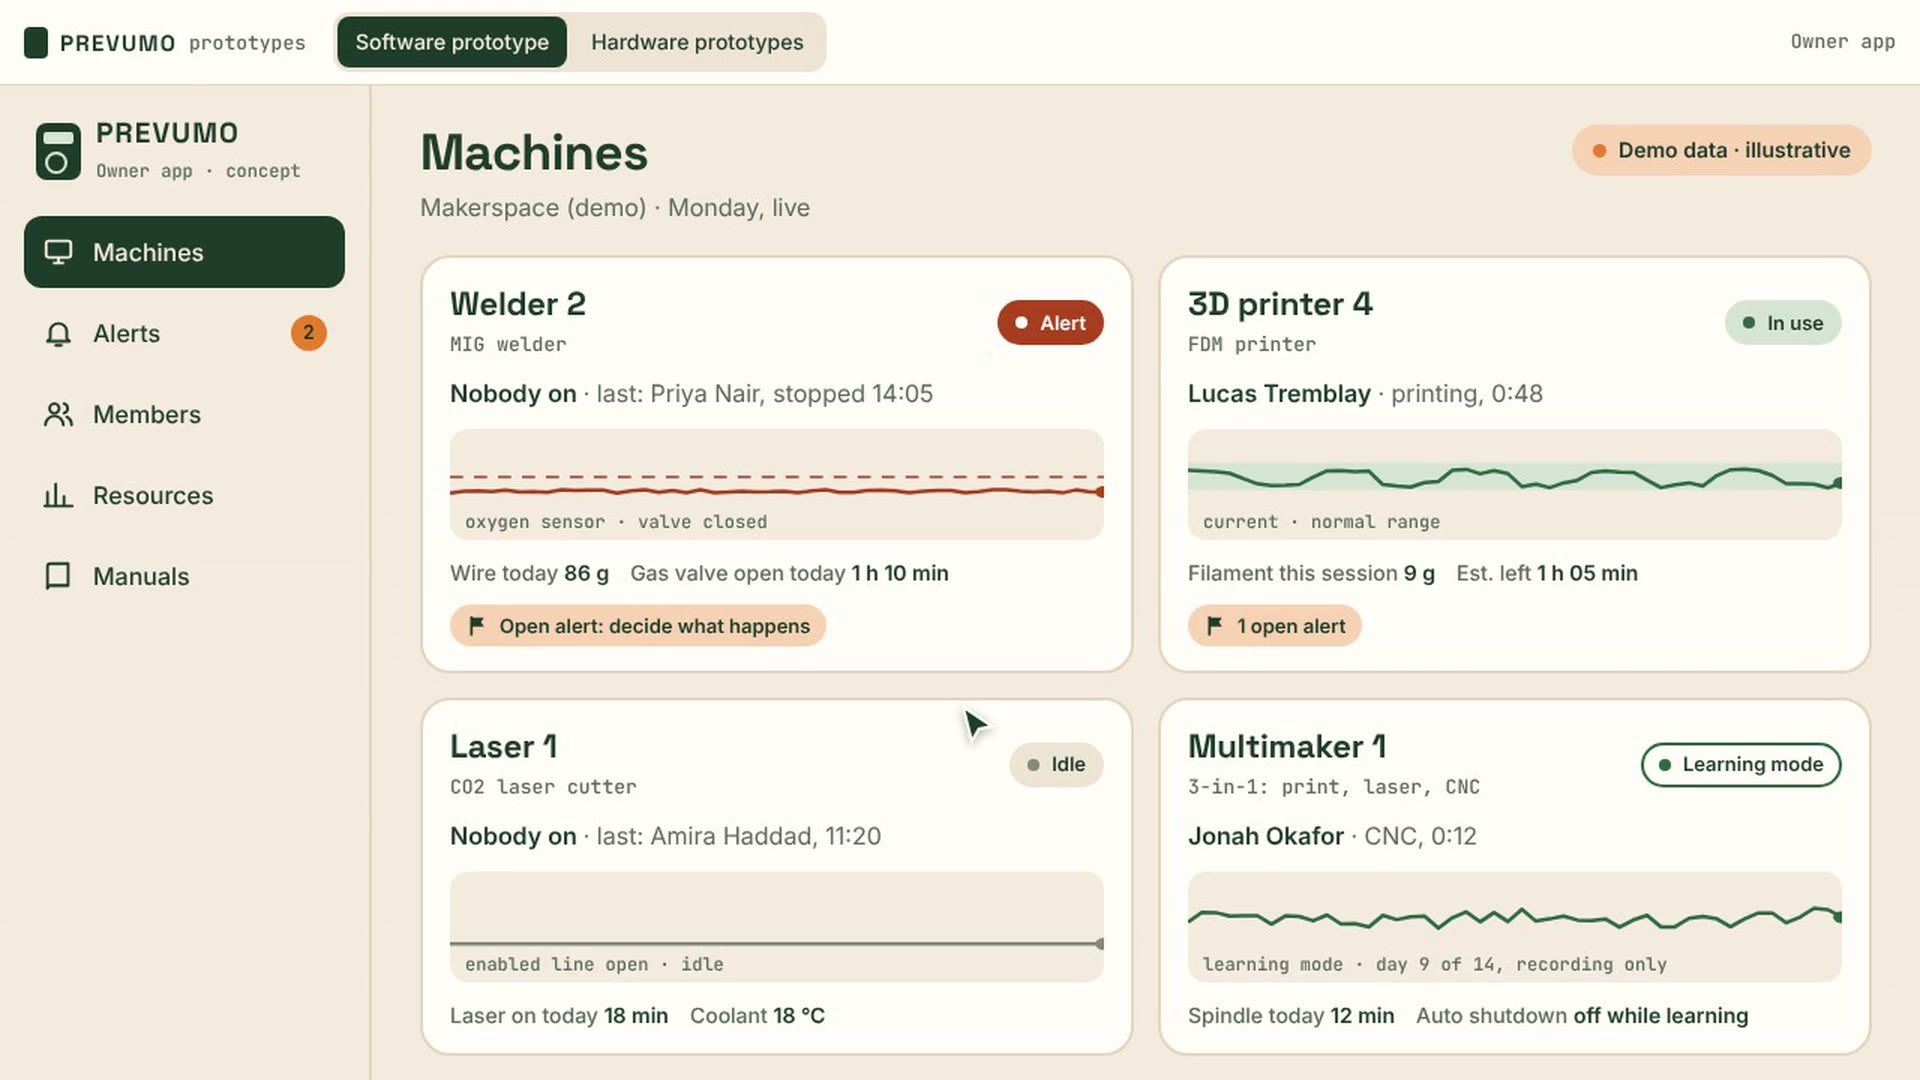 PREVUMO prototypes
Software prototype
Hardware prototypes
Owner app
PREVUMO
Owner app · concept
Machines
Alerts
2
Members
Resources
Manuals
Machines
Makerspace (demo) · Monday, live
Demo data · illustrative
Welder 2
MIG welder
Alert
Nobody on · last: Priya Nair, stopped 14:05
oxygen sensor · valve closed
Wire today 86 g Gas valve open today 1 h 10 min
Open alert: decide what happens
3D printer 4
FDM printer
In use
Lucas Tremblay · printing, 0:48
current · normal range
Filament this session 9 g Est. left 1 h 05 min
1 open alert
Laser 1
CO2 laser cutter
Idle
Nobody on · last: Amira Haddad, 11:20
enabled line open · idle
Laser on today 18 min Coolant 18 °C
Multimaker 1
3-in-1: print, laser, CNC
Learning mode
Jonah Okafor · CNC, 0:12
learning mode · day 9 of 14, recording only
Spindle today 12 min Auto shutdown off while learning